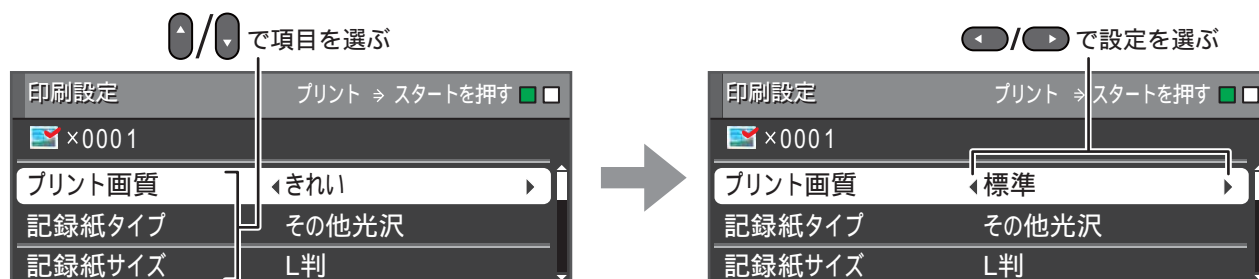 ▲/▼で項目を選ぶ
印刷設定 プリント → スタートを押す
×0001
プリント画質 きれい
記録紙タイプ その他光沢
記録紙サイズ L判
◀/▶で設定を選ぶ
印刷設定 プリント → スタートを押す
×0001
プリント画質 標準
記録紙タイプ その他光沢
記録紙サイズ L判